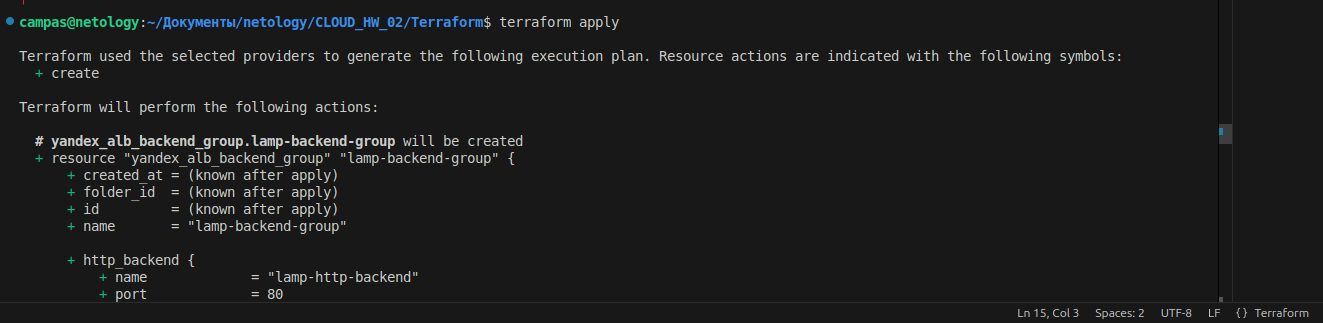 campas@netology:~/Документы/netology/CLOUD_HW_02/Terraform$ terraform apply
Terraform used the selected providers to generate the following execution plan. Resource actions are indicated with the following symbols:
+ create
Terraform will perform the following actions:
# yandex_alb_backend_group.lamp-backend-group will be created
+ resource "yandex_alb_backend_group" "lamp-backend-group" {
+ created_at = (known after apply)
+ folder_id  = (known after apply)
+ id         = (known after apply)
+ name       = "lamp-backend-group"
+ http_backend {
+ name             = "lamp-http-backend"
+ port             = 80
Ln 15, Col 3 Spaces: 2 UTF-8 LF {} Terraform